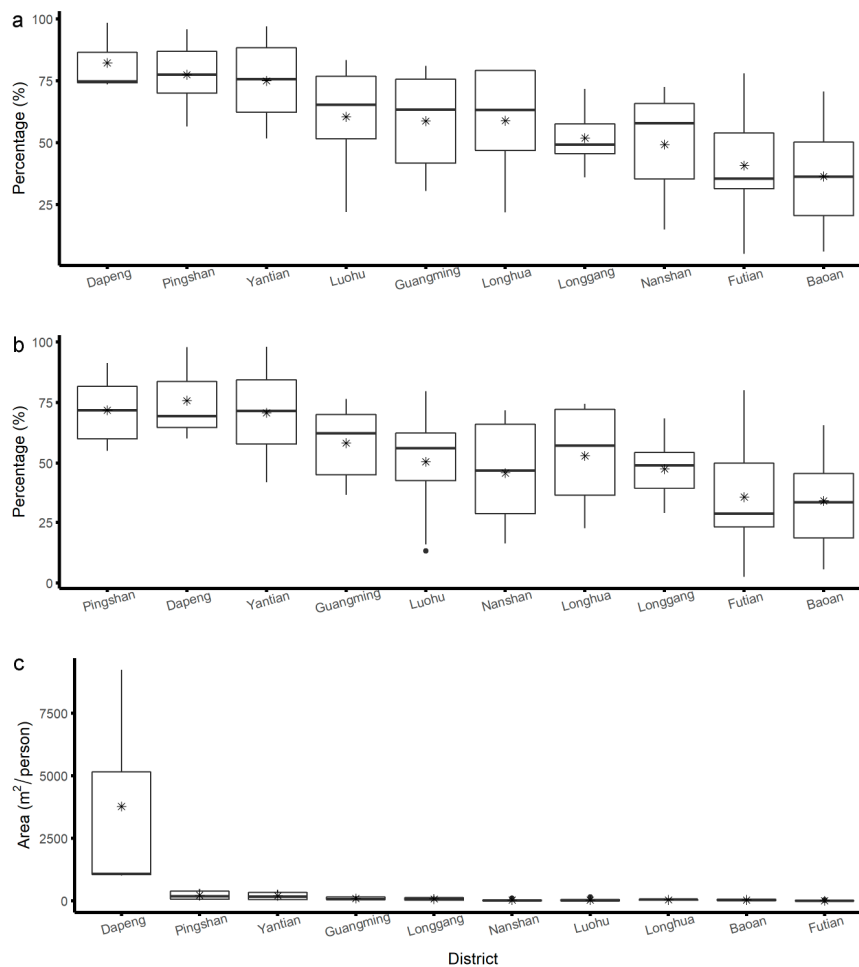 a
Percentage (%)
100
75
50
25
Dapeng Pingshan Yantian Luohu Guangming Longhua Longgang Nanshan Futian Baoan
b
Percentage (%)
100
75
50
25
0
Pingshan Dapeng Yantian Guangming Luohu Nanshan Longhua Longgang Futian Baoan
c
Area (m²/person)
7500
5000
2500
0
Dapeng Pingshan Yantian Guangming Longgang Nanshan Luohu Longhua Baoan Futian
District